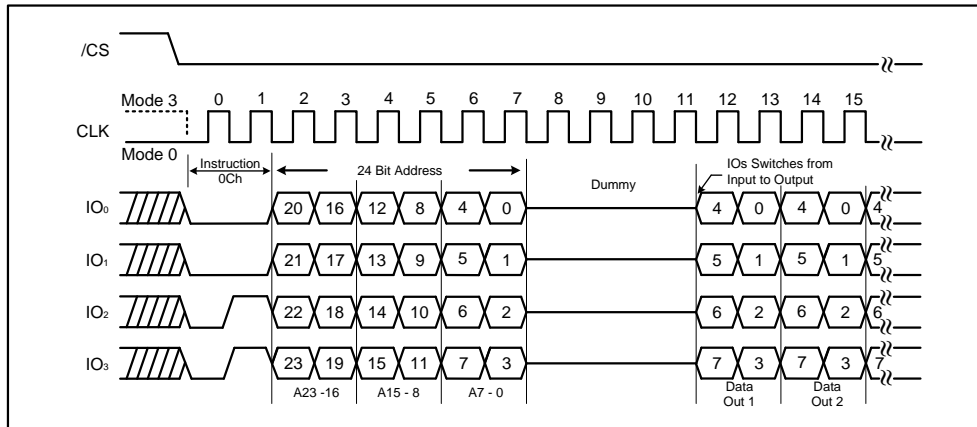 /CS
Mode 3 0 1 2 3 4 5 6 7 8 9 10 11 12 13 14 15
CLK
Mode 0
Instruction
0Ch
24 Bit Address
Dummy
IOs Switches from
Input to Output
IO₀ 20 16 12 8 4 0 4 0 4 0 4
IO₁ 21 17 13 9 5 1 5 1 5 1 5
IO₂ 22 18 14 10 6 2 6 2 6 2 6
IO₃ 23 19 15 11 7 3 7 3 7 3 7
A23 -16 A15 - 8 A7 - 0
Data
Out 1
Data
Out 2